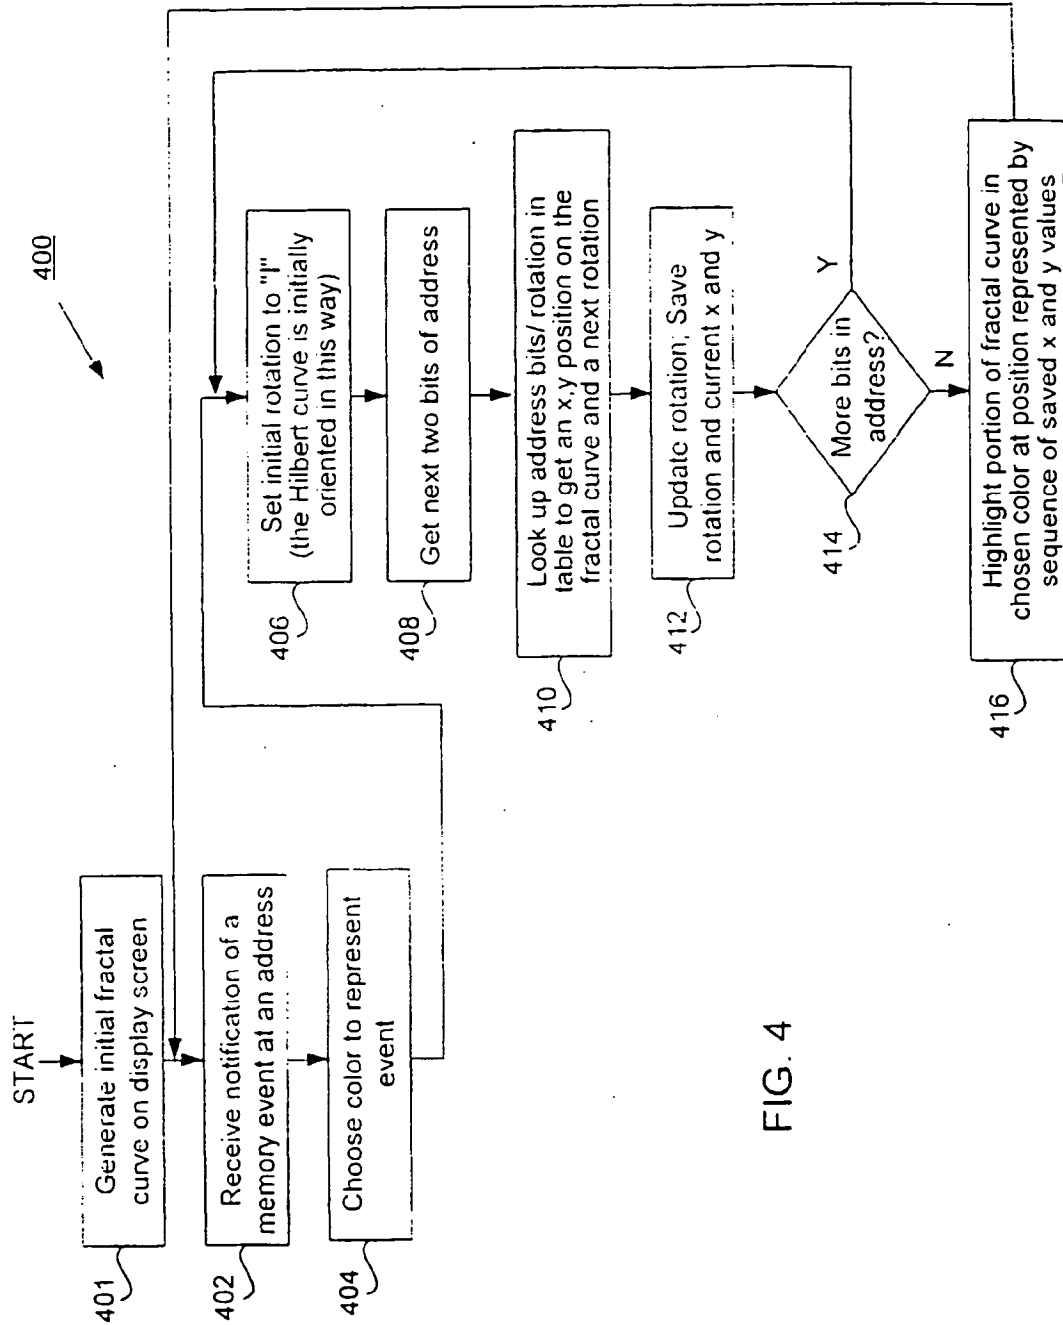 400
START
401
Generate initial fractal
curve on display screen
402
Receive notification of a
memory event at an address
404
Choose color to represent
event
406
Set initial rotation to "I"
(the Hilbert curve is initially
oriented in this way)
408
Get next two bits of address
410
Look up address bits/ rotation in
table to get an x,y position on the
fractal curve and a next rotation
412
Update rotation; Save
rotation and current x and y
414
More bits in
address?
Y
N
416
Highlight portion of fractal curve in
chosen color at position represented by
sequence of saved x and y values
FIG. 4